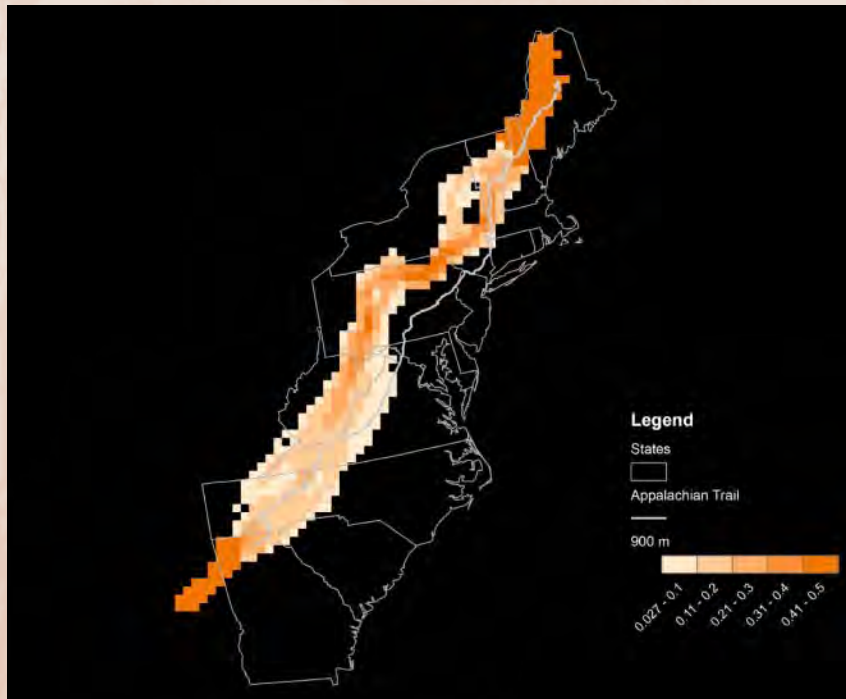 Legend
States
Appalachian Trail
900 m
0.027 - 0.1
0.11 - 0.2
0.21 - 0.3
0.31 - 0.4
0.41 - 0.5